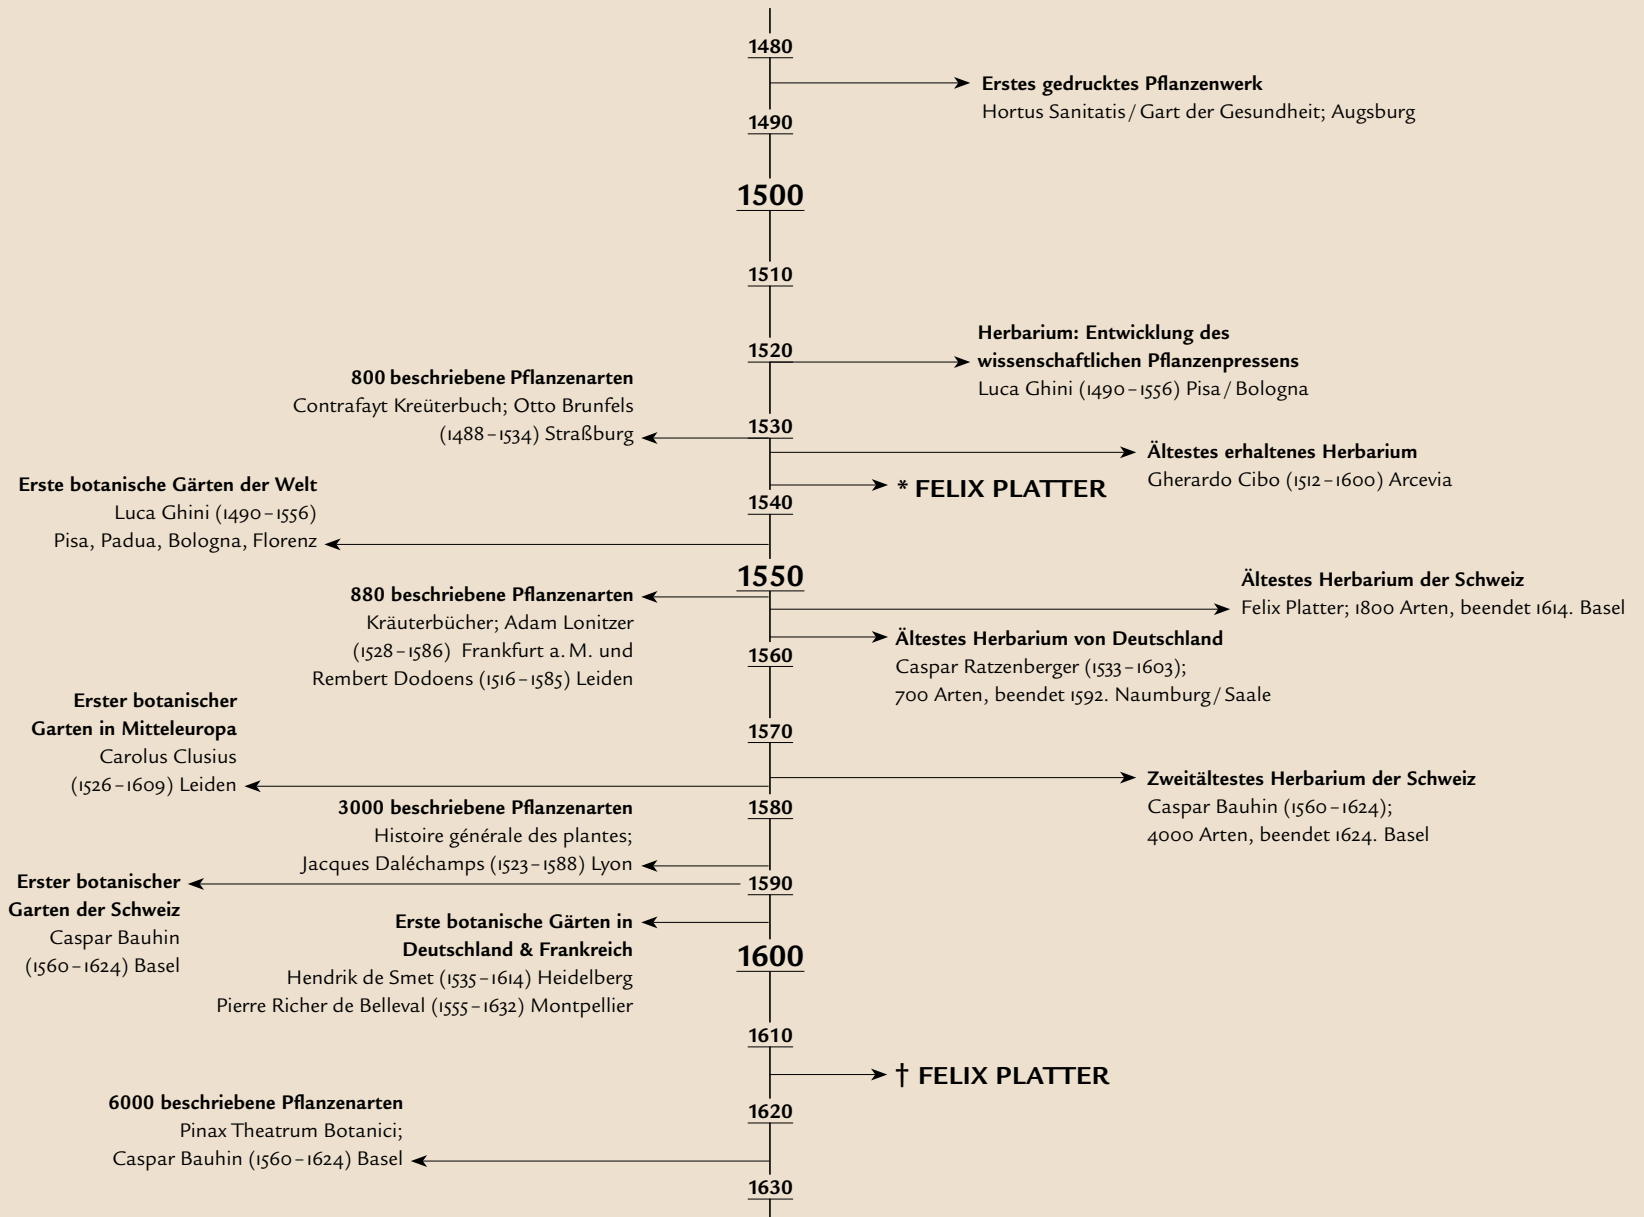 1480
Erstes gedrucktes Pflanzenwerk
Hortus Sanitatis / Gart der Gesundheit; Augsburg
1490
1500
1510
Herbarium: Entwicklung des
wissenschaftlichen Pflanzenpressens
Luca Ghini (1490–1556) Pisa / Bologna
1520
800 beschriebene Pflanzenarten
Contrafayt Kreüterbuch; Otto Brunfels
(1488–1534) Straßburg
1530
Ältestes erhaltenes Herbarium
Gherardo Cibo (1512–1600) Arcevia
* FELIX PLATTER
Erste botanische Gärten der Welt
Luca Ghini (1490–1556)
Pisa, Padua, Bologna, Florenz
1540
1550
Ältestes Herbarium der Schweiz
Felix Platter; 1800 Arten, beendet 1614. Basel
880 beschriebene Pflanzenarten
Kräuterbücher; Adam Lonitzer
(1528–1586) Frankfurt a. M. und
Rembert Dodoens (1516–1585) Leiden
Ältestes Herbarium von Deutschland
Caspar Ratzenberger (1533–1603);
700 Arten, beendet 1592. Naumburg / Saale
1560
Erster botanischer
Garten in Mitteleuropa
Carolus Clusius
(1526–1609) Leiden
1570
Zweitältestes Herbarium der Schweiz
Caspar Bauhin (1560–1624);
4000 Arten, beendet 1624. Basel
1580
3000 beschriebene Pflanzenarten
Histoire générale des plantes;
Jacques Daléchamps (1523–1588) Lyon
Erster botanischer
Garten der Schweiz
Caspar Bauhin
(1560–1624) Basel
1590
Erste botanische Gärten in
Deutschland & Frankreich
Hendrik de Smet (1535–1614) Heidelberg
Pierre Richer de Belleval (1555–1632) Montpellier
1600
1610
† FELIX PLATTER
6000 beschriebene Pflanzenarten
Pinax Theatrum Botanici;
Caspar Bauhin (1560–1624) Basel
1620
1630